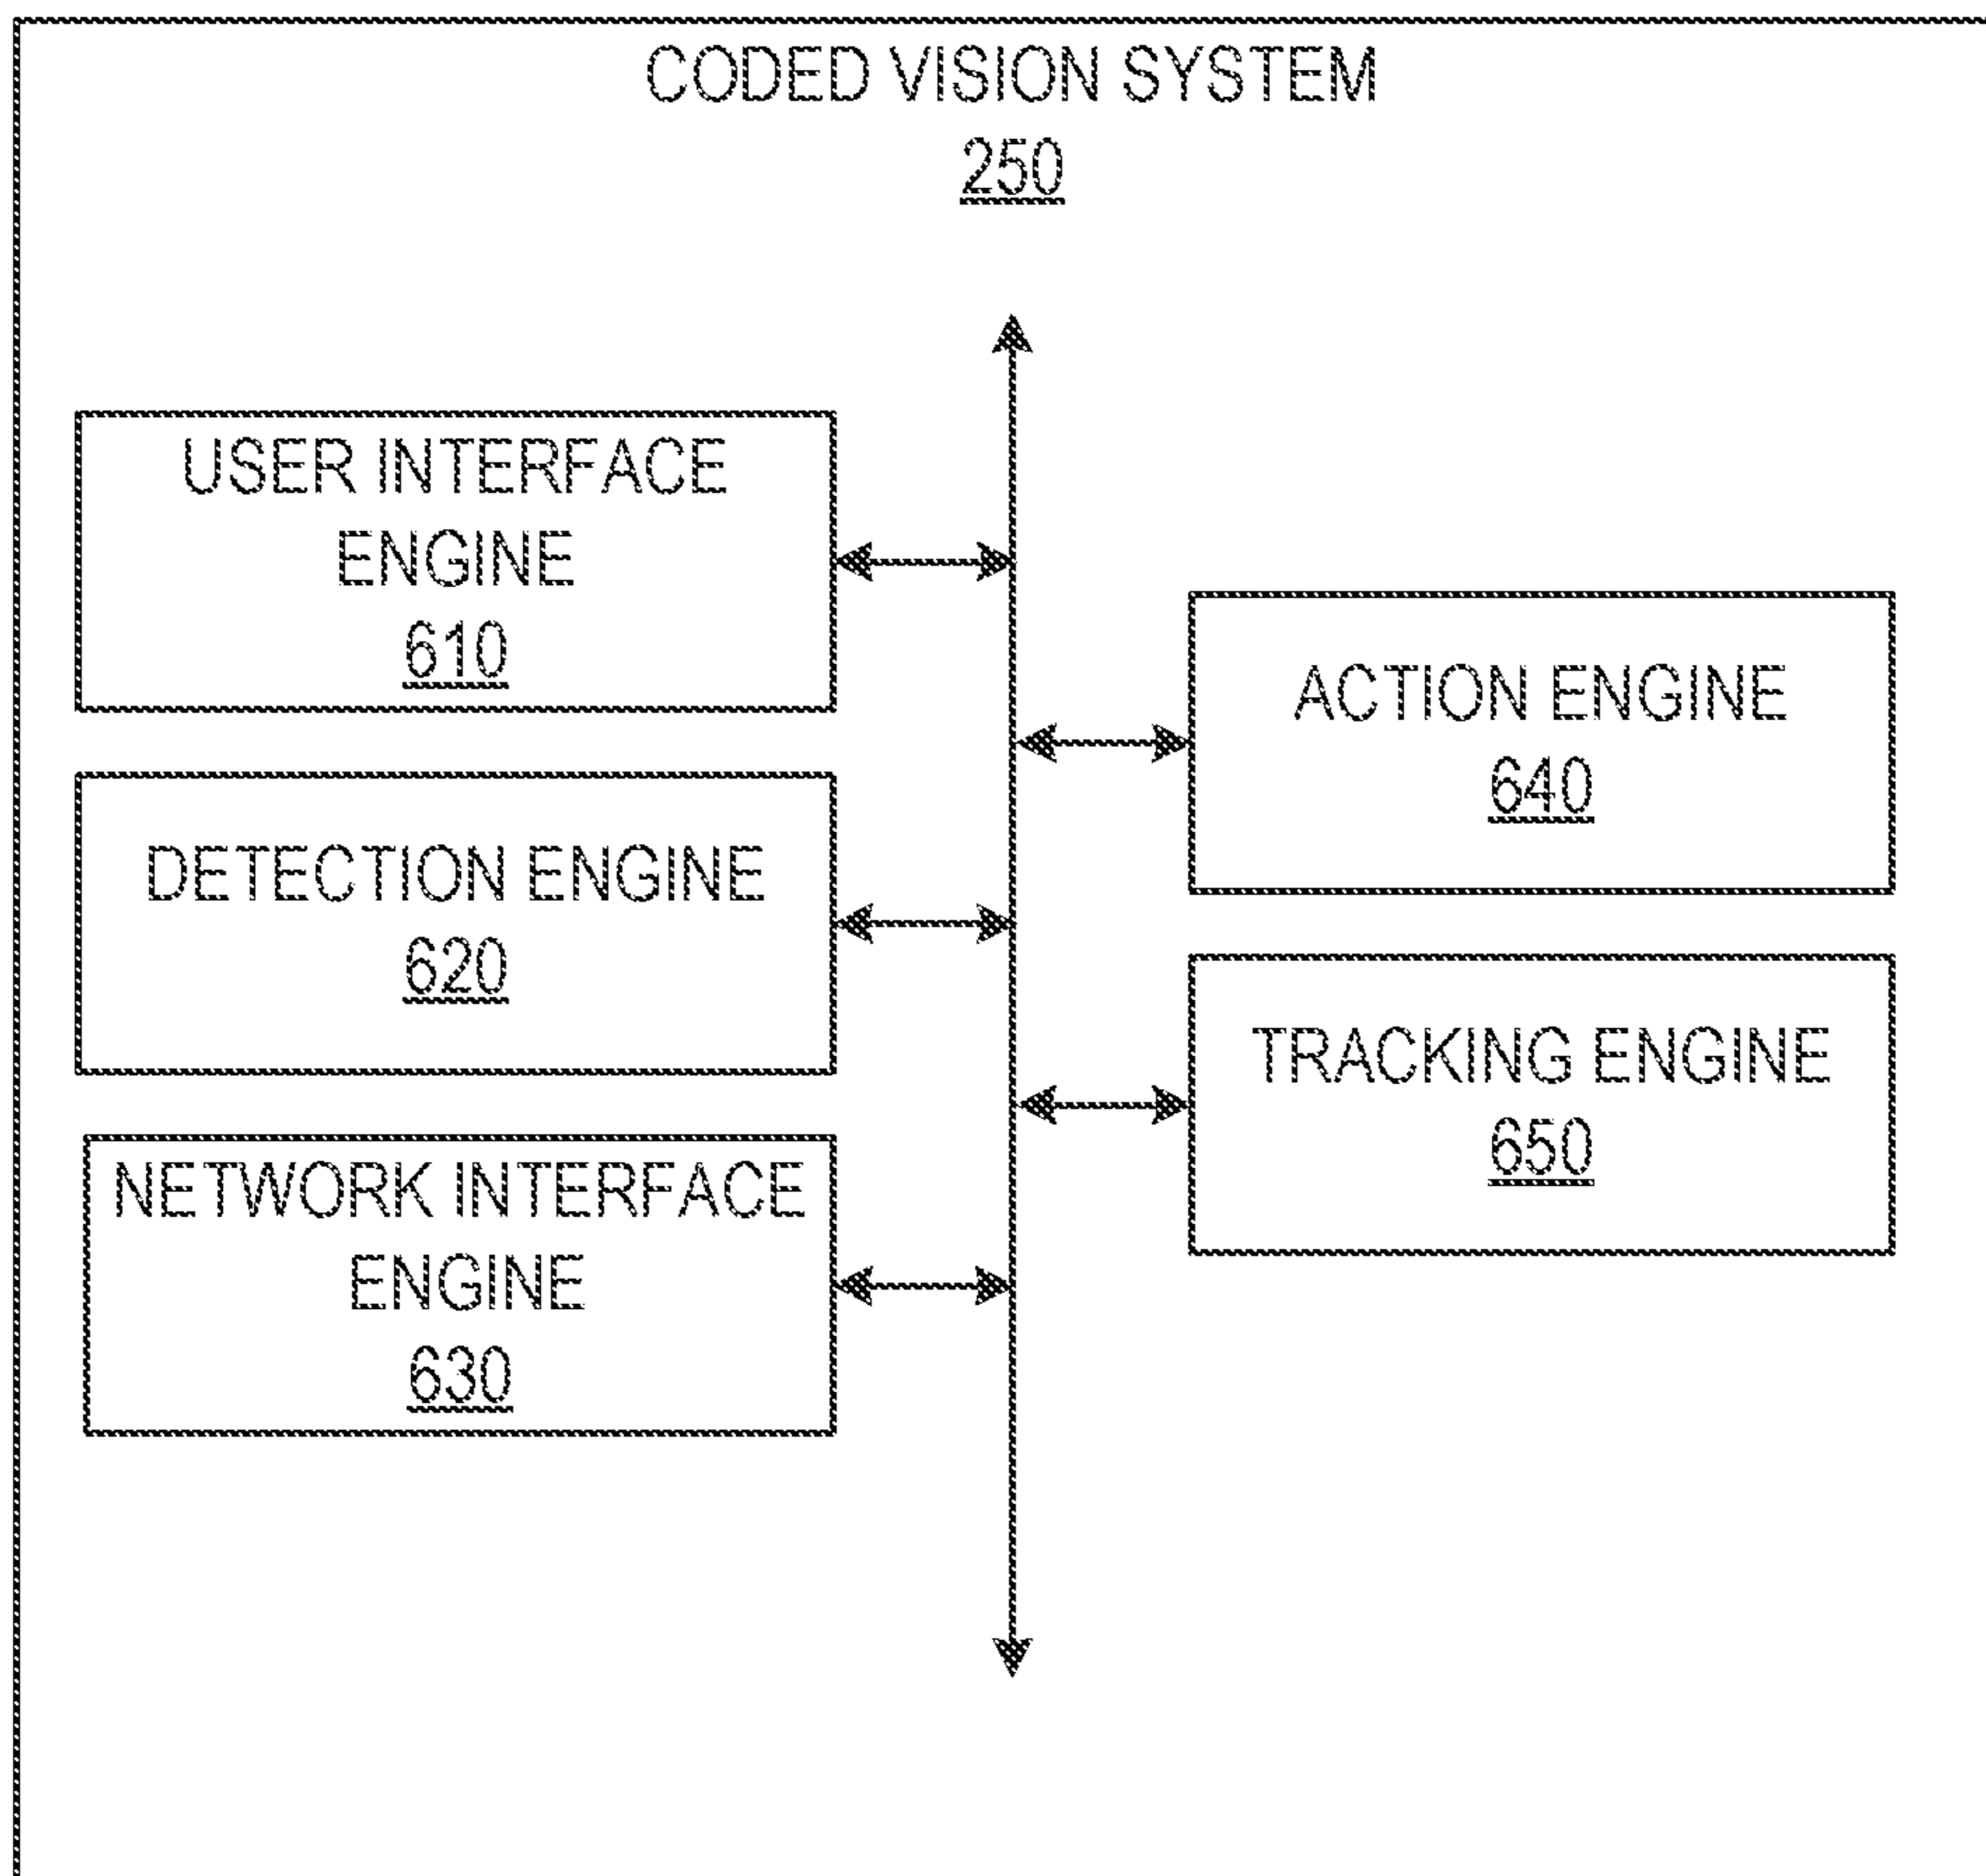 CODED VISION SYSTEM
250
USER INTERFACE
ENGINE
610
DETECTION ENGINE
620
NETWORK INTERFACE
ENGINE
630
ACTION ENGINE
640
TRACKING ENGINE
650